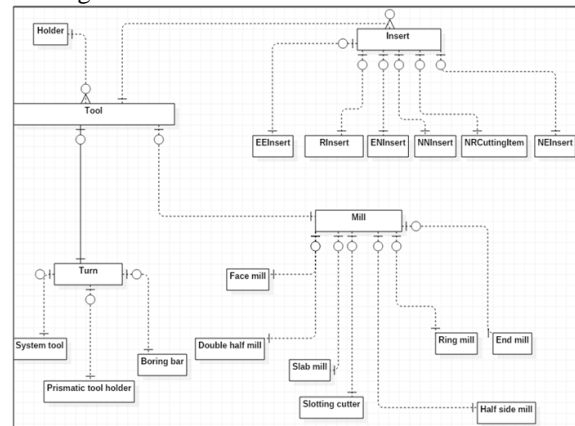 Holder
Insert
Tool
EEInsert
RInsert
ENInsert
NNInsert
NRCuttingItem
NEInsert
Mill
Turn
Face mill
System tool
Double half mill
Ring mill
End mill
Boring bar
Slab mill
Prismatic tool holder
Slotting cutter
Half side mill